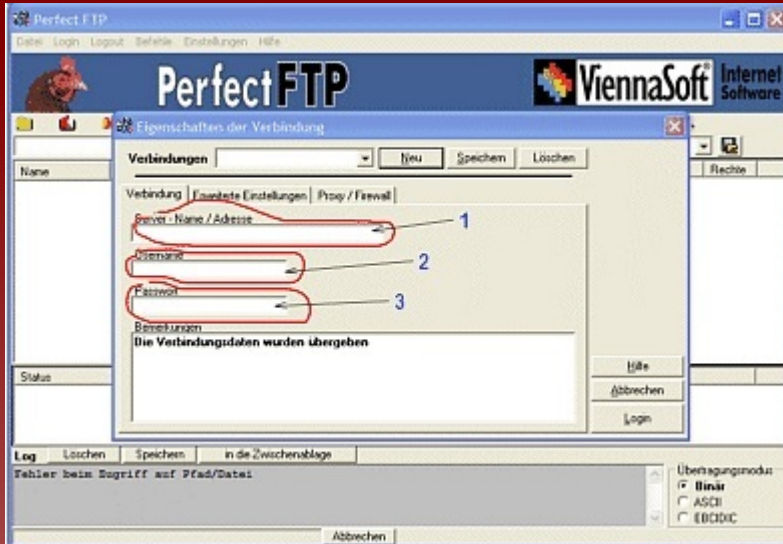 Perfect FTP
Datei Login Logout Befehle Einstellungen Hilfe
PerfectFTP
ViennaSoft Internet Software
Eigenschaften der Verbindung
Verbindungen Neu Speichern Löschen
Name
Rechte
Verbindung Erweiterte Einstellungen Proxy / Firewall
Server - Name / Adresse
1
Username
2
Passwort
3
Bemerkungen
Die Verbindungsdaten wurden übergeben
Hilfe
Abbrechen
Login
Status
Log Löschen Speichern in die Zwischenablage
Fehler beim Zugriff auf Pfad/Datei
Übertragungsmodus
Binär
ASCII
EBCIDIC
Abbrechen